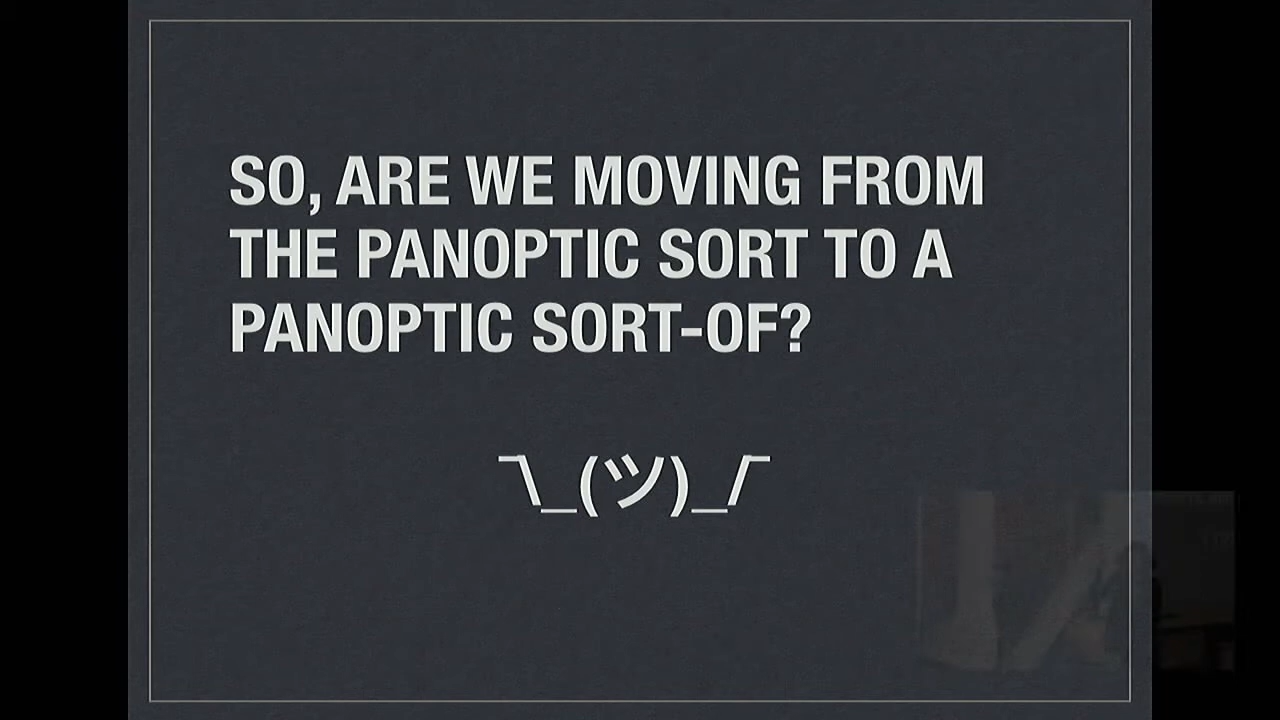 SO, ARE WE MOVING FROM
THE PANOPTIC SORT TO A
PANOPTIC SORT-OF?
¯\_(ツ)_/¯